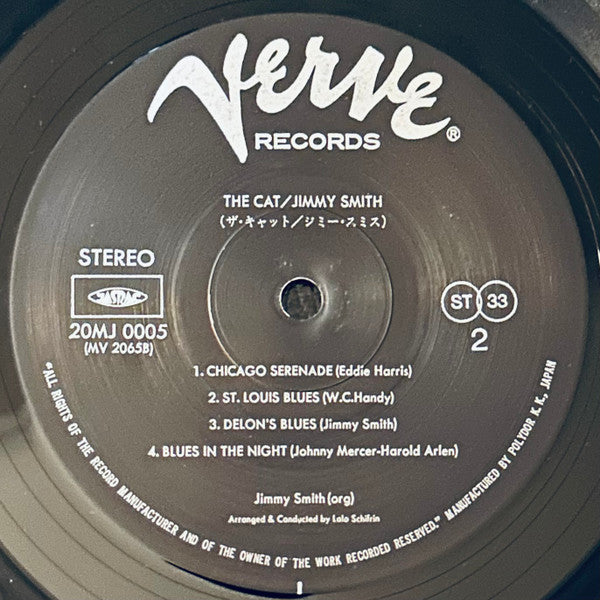 Verve®
RECORDS
THE CAT/JIMMY SMITH
(ザ・キャット/ジミー・スミス)
STEREO
JASRAC
20MJ 0005
(MV 2065B)
ST 33
2
1. CHICAGO SERENADE (Eddie Harris)
2. ST. LOUIS BLUES (W.C.Handy)
3. DELON'S BLUES (Jimmy Smith)
4. BLUES IN THE NIGHT (Johnny Mercer-Harold Arlen)
Jimmy Smith (org)
Arranged & Conducted by Lalo Schifrin
"ALL RIGHTS OF THE RECORD MANUFACTURER AND OF THE OWNER OF THE WORK RECORDED RESERVED." MANUFACTURED BY POLYDOR K. K., JAPAN
I